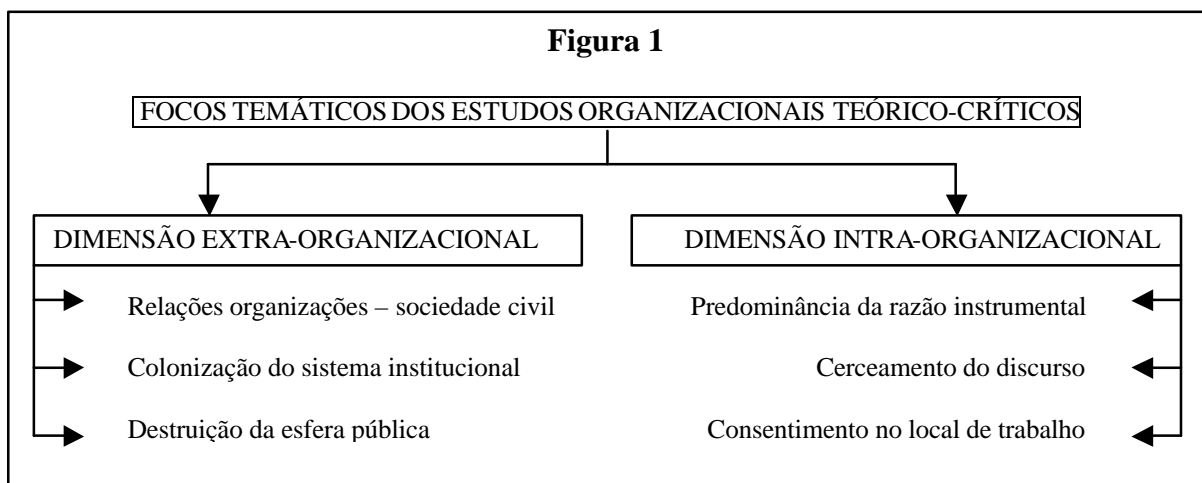 Figura 1
FOCOS TEMÁTICOS DOS ESTUDOS ORGANIZACIONAIS TEÓRICO-CRÍTICOS
DIMENSÃO EXTRA-ORGANIZACIONAL
Relações organizações – sociedade civil
Colonização do sistema institucional
Destruição da esfera pública
DIMENSÃO INTRA-ORGANIZACIONAL
Predominância da razão instrumental
Cerceamento do discurso
Consentimento no local de trabalho